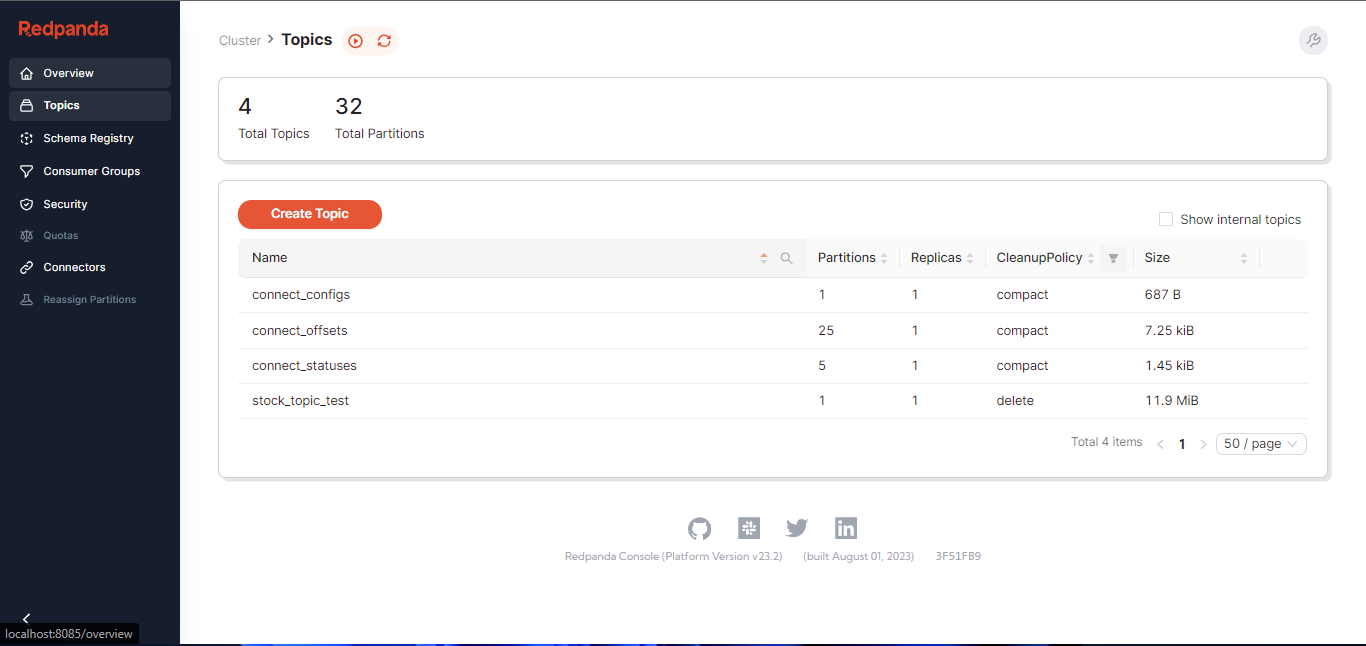 Redpanda
Overview
Topics
Schema Registry
Consumer Groups
Security
Quotas
Connectors
Reassign Partitions
localhost:8085/overview
Cluster > Topics
4 32
Total Topics Total Partitions
Create Topic
Show internal topics
Name Partitions Replicas CleanupPolicy Size
connect_configs 1 1 compact 687 B
connect_offsets 25 1 compact 7.25 kiB
connect_statuses 5 1 compact 1.45 kiB
stock_topic_test 1 1 delete 11.9 MiB
Total 4 items < 1 > 50 / page
Redpanda Console (Platform Version v23.2) (built August 01, 2023) 3F51FB9